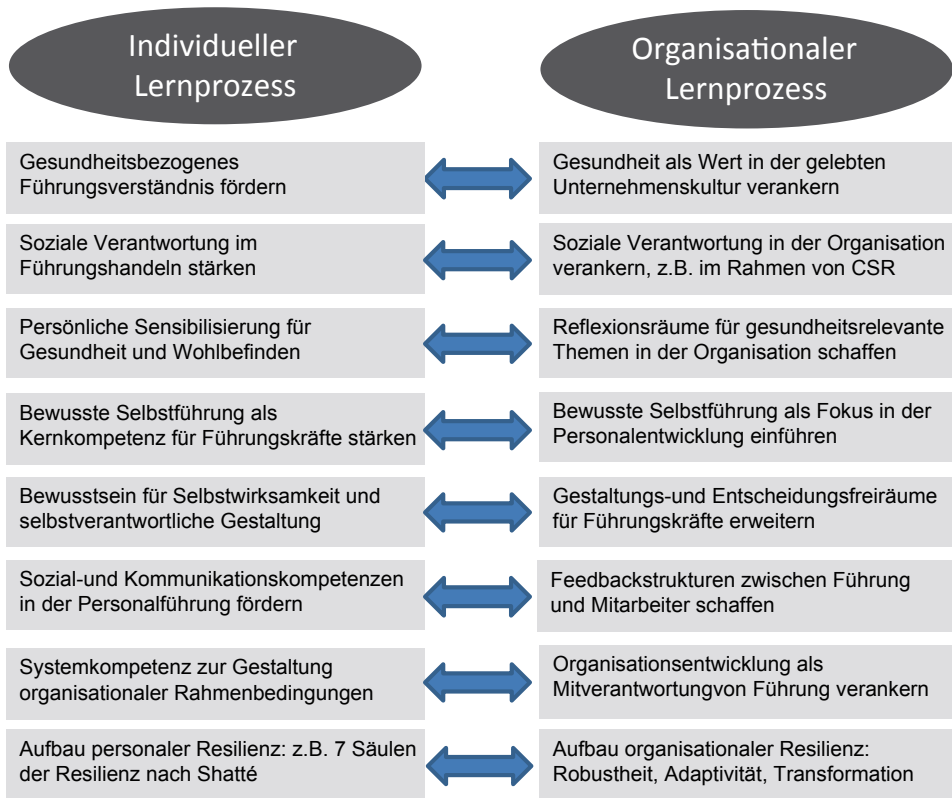 Individueller
Lernprozess
Organisationaler
Lernprozess
Gesundheitsbezogenes
Führungsverständnis fördern
Gesundheit als Wert in der gelebten
Unternehmenskultur verankern
Soziale Verantwortung im
Führungshandeln stärken
Soziale Verantwortung in der Organisation
verankern, z.B. im Rahmen von CSR
Persönliche Sensibilisierung für
Gesundheit und Wohlbefinden
Reflexionsräume für gesundheitsrelevante
Themen in der Organisation schaffen
Bewusste Selbstführung als
Kernkompetenz für Führungskräfte stärken
Bewusste Selbstführung als Fokus in der
Personalentwicklung einführen
Bewusstsein für Selbstwirksamkeit und
selbstverantwortliche Gestaltung
Gestaltungs-und Entscheidungsfreiräume
für Führungskräfte erweitern
Sozial-und Kommunikationskompetenzen
in der Personalführung fördern
Feedbackstrukturen zwischen Führung
und Mitarbeiter schaffen
Systemkompetenz zur Gestaltung
organisationaler Rahmenbedingungen
Organisationsentwicklung als
Mitverantwortungvon Führung verankern
Aufbau personaler Resilienz: z.B. 7 Säulen
der Resilienz nach Shatté
Aufbau organisationaler Resilienz:
Robustheit, Adaptivität, Transformation